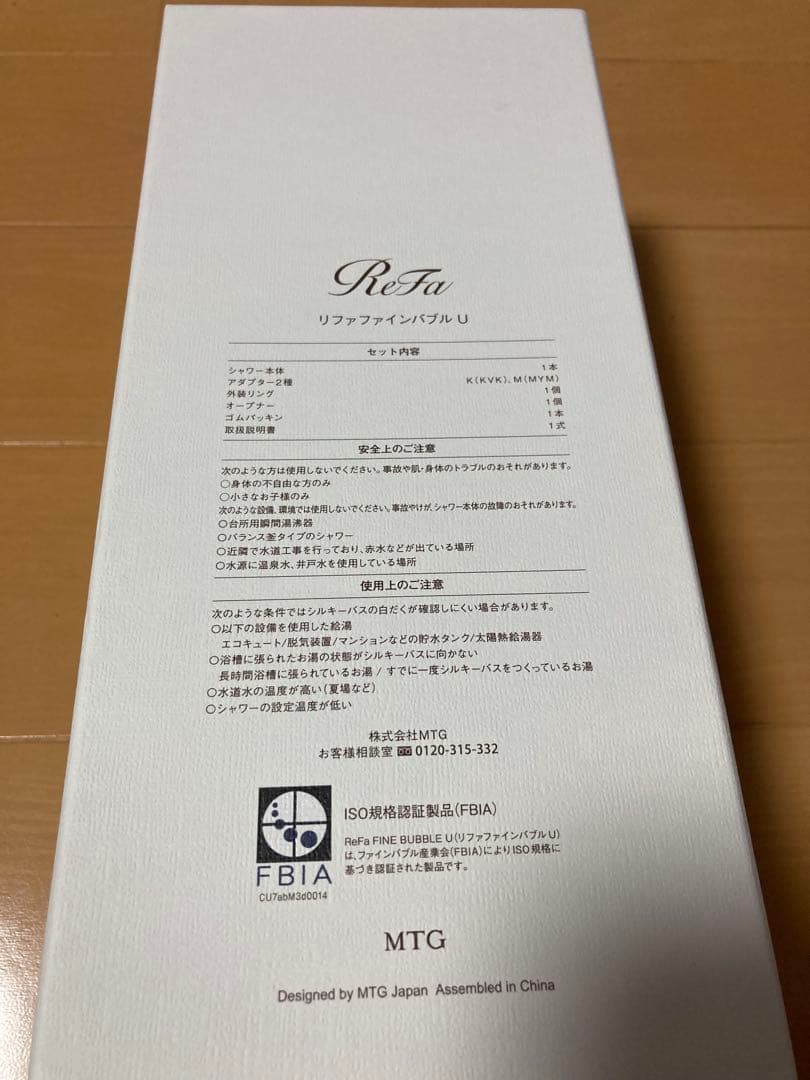 ReFa
リファファインバブル U
セット内容
シャワー本体 1本
アダプター2種 K(KVK)、M(MYM)
外装リング 1個
オープナー 1個
ゴムパッキン 1本
取扱説明書 1式
安全上のご注意
次のような方は使用しないでください。事故や肌・身体のトラブルのおそれがあります。
○身体の不自由な方のみ
○小さなお子様のみ
次のような設備、環境では使用しないでください。事故やけが、シャワー本体の故障のおそれがあります。
○台所用瞬間湯沸器
○バランス釜タイプのシャワー
○近隣で水道工事を行っており、赤水などが出ている場所
○水源に温泉水、井戸水を使用している場所
使用上のご注意
次のような条件ではシルキーバスの白だくが確認しにくい場合があります。
○以下の設備を使用した給湯
エコキュート/脱気装置/マンションなどの貯水タンク/太陽熱給湯器
○浴槽に張られたお湯の状態がシルキーバスに向かない
長時間浴槽に張られているお湯 / すでに一度シルキーバスをつくっているお湯
○水道水の温度が高い(夏場など)
○シャワーの設定温度が低い
株式会社MTG
お客様相談室 0120-315-332
ISO規格認証製品(FBIA)
ReFa FINE BUBBLE U(リファファインバブル U)
は、ファインバブル産業会(FBIA)によりISO規格に
基づき認証された製品です。
FBIA
CU7abM3d0014
MTG
Designed by MTG Japan Assembled in China